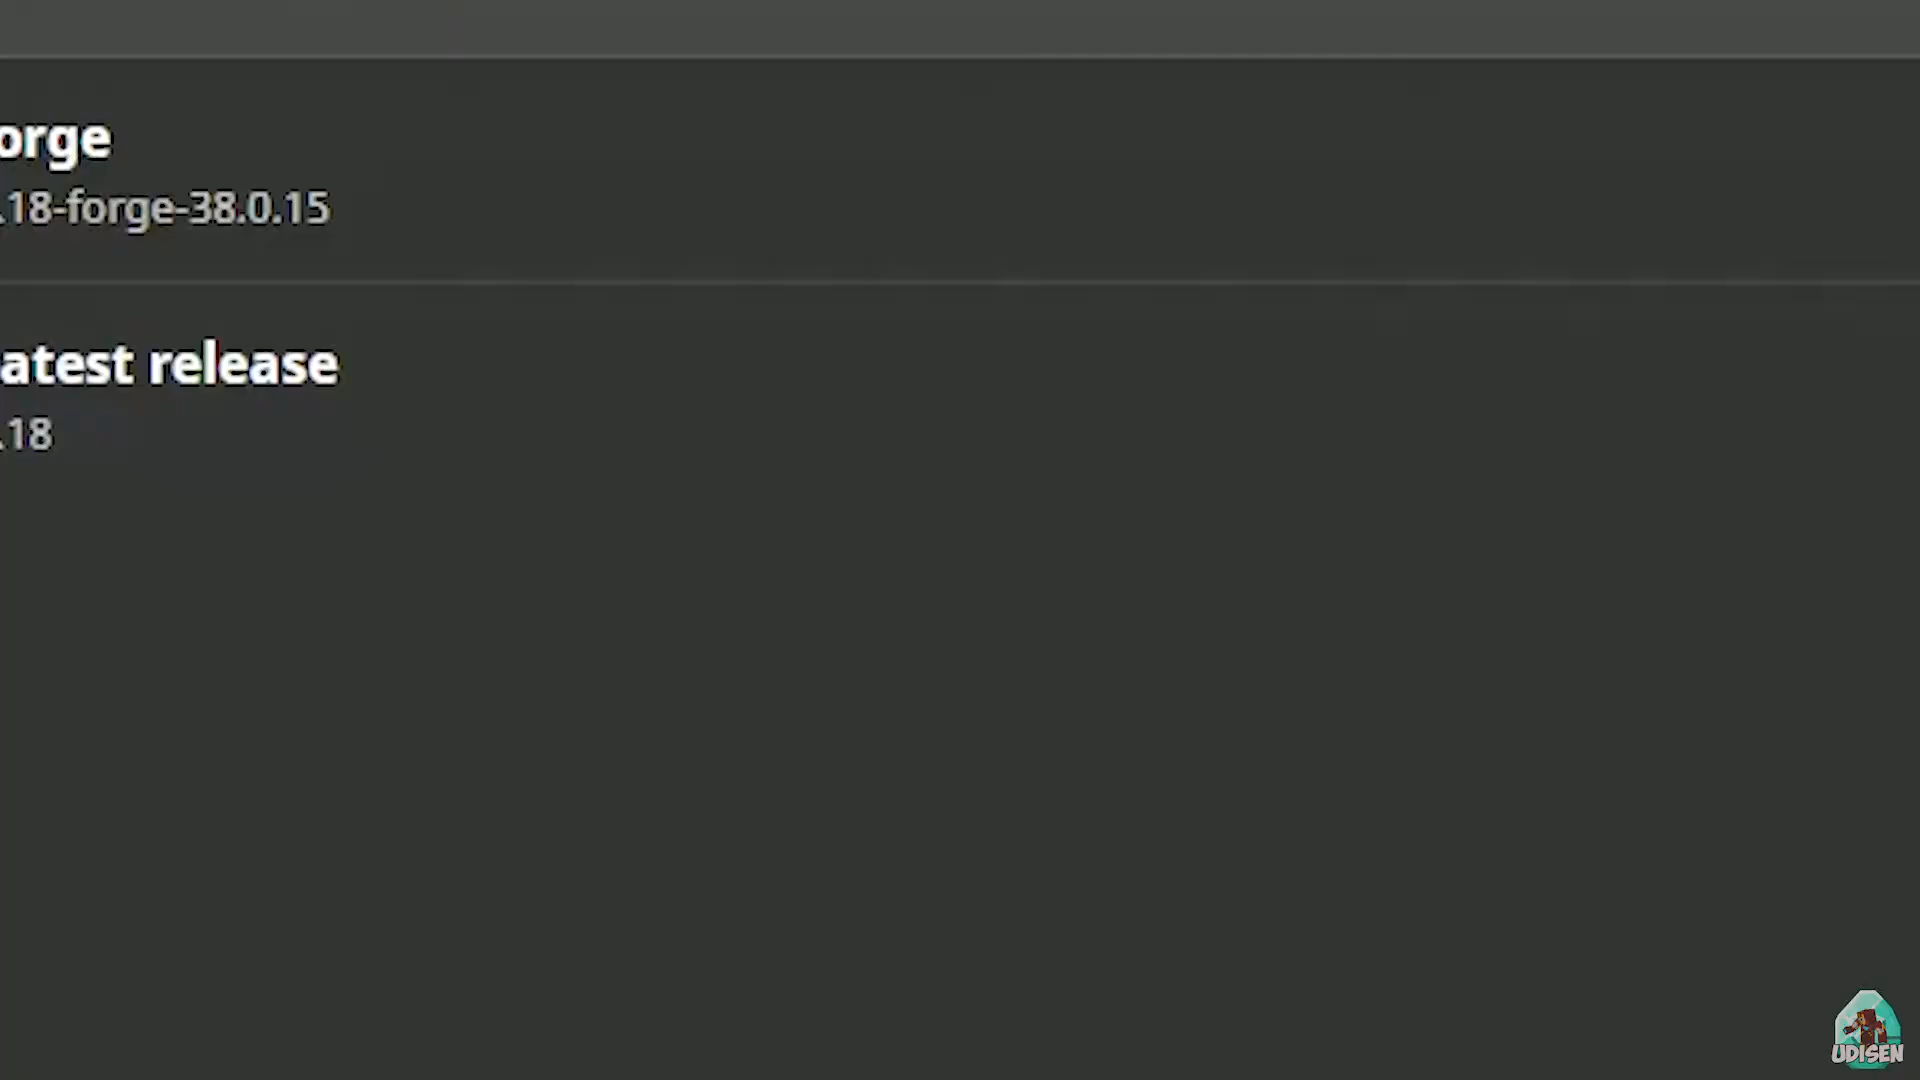 orge
.18-forge-38.0.15
atest release
.18
UDISEN